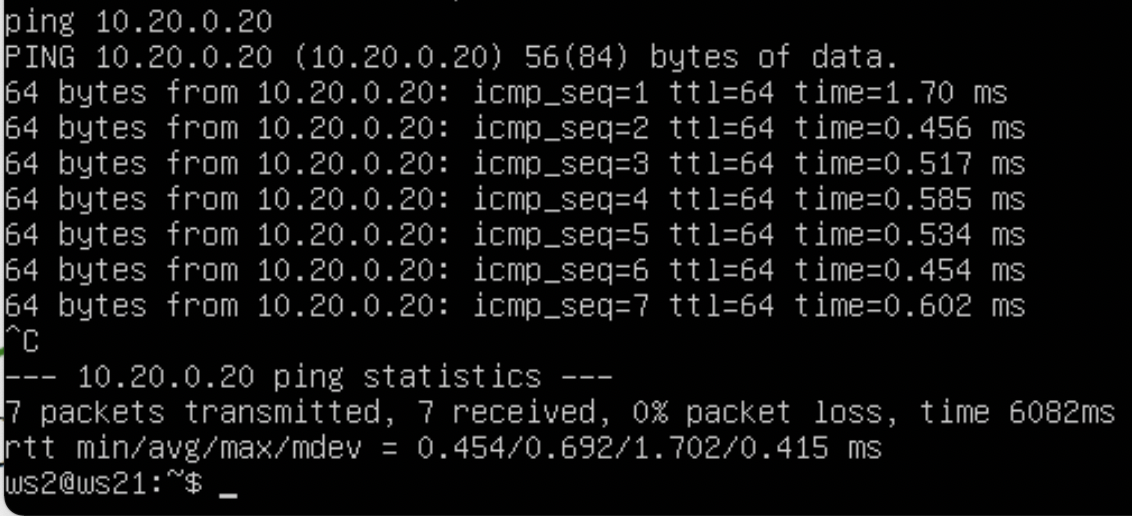 ping 10.20.0.20
PING 10.20.0.20 (10.20.0.20) 56(84) bytes of data.
64 bytes from 10.20.0.20: icmp_seq=1 ttl=64 time=1.70 ms
64 bytes from 10.20.0.20: icmp_seq=2 ttl=64 time=0.456 ms
64 bytes from 10.20.0.20: icmp_seq=3 ttl=64 time=0.517 ms
64 bytes from 10.20.0.20: icmp_seq=4 ttl=64 time=0.585 ms
64 bytes from 10.20.0.20: icmp_seq=5 ttl=64 time=0.534 ms
64 bytes from 10.20.0.20: icmp_seq=6 ttl=64 time=0.454 ms
64 bytes from 10.20.0.20: icmp_seq=7 ttl=64 time=0.602 ms
^C
--- 10.20.0.20 ping statistics ---
7 packets transmitted, 7 received, 0% packet loss, time 6082ms
rtt min/avg/max/mdev = 0.454/0.692/1.702/0.415 ms
ws2@ws21:~$ _